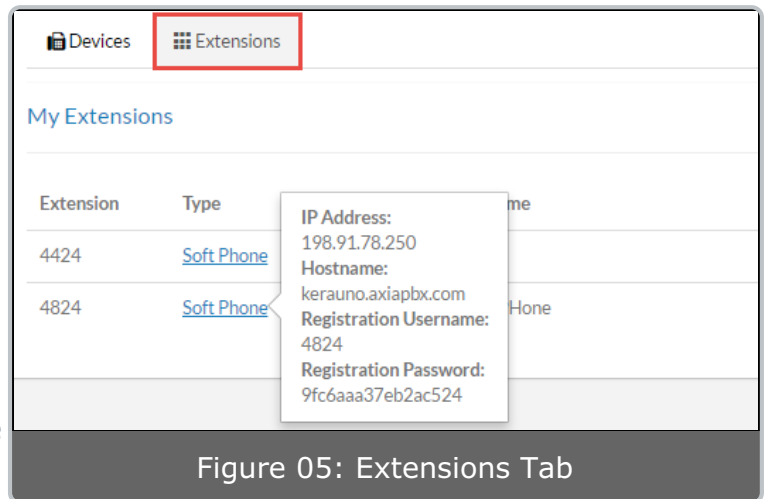 Devices Extensions
My Extensions
Extension Type me
4424 Soft Phone
4824 Soft Phone Hone
IP Address:
198.91.78.250
Hostname:
kerauno.axiapbx.com
Registration Username:
4824
Registration Password:
9fc6aaa37eb2ac524
Figure 05: Extensions Tab